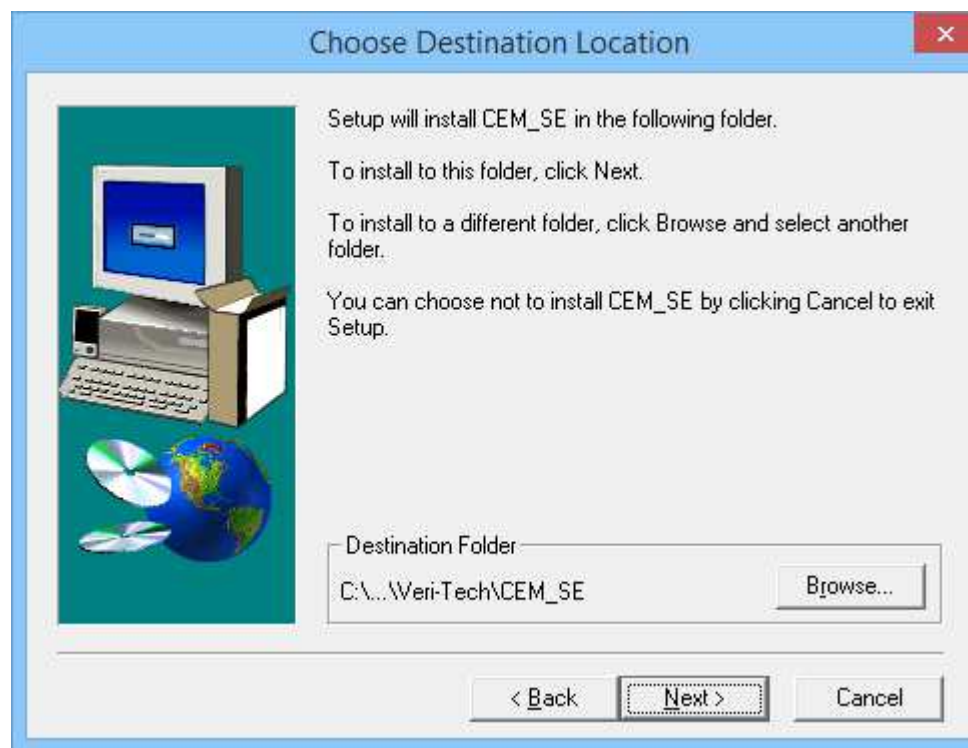 Choose Destination Location
Setup will install CEM_SE in the following folder.
To install to this folder, click Next.
To install to a different folder, click Browse and select another
folder.
You can choose not to install CEM_SE by clicking Cancel to exit
Setup.
Destination Folder
C:\...\Veri-Tech\CEM_SE
Browse...
< Back
Next >
Cancel